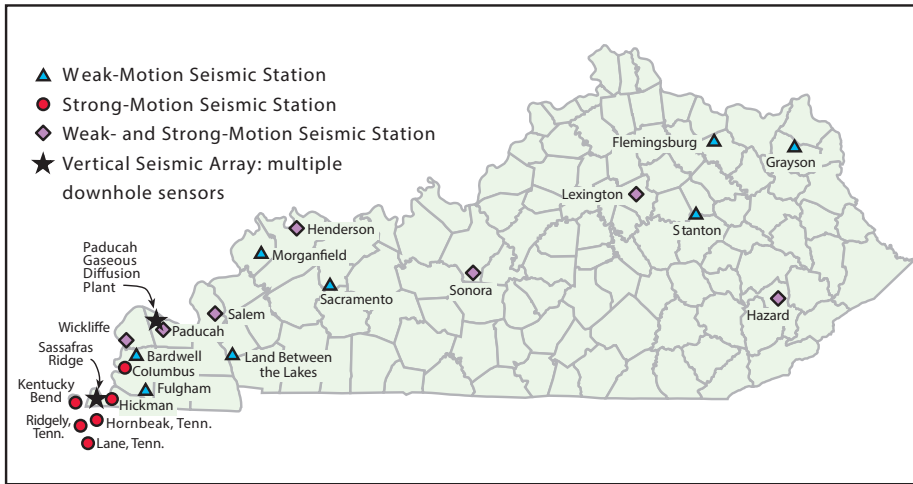 Weak-Motion Seismic Station
Strong-Motion Seismic Station
Weak- and Strong-Motion Seismic Station
Vertical Seismic Array: multiple
downhole sensors
Flemingsburg
Grayson
Lexington
Stanton
Henderson
Morganfield
Paducah
Gaseous
Diffusion
Plant
Sacramento
Sonora
Hazard
Salem
Wickliffe
Paducah
Sassafras
Ridge
Bardwell
Land Between
the Lakes
Columbus
Kentucky
Bend
Fulgham
Hickman
Ridgely,
Tenn.
Hornbeak, Tenn.
Lane, Tenn.